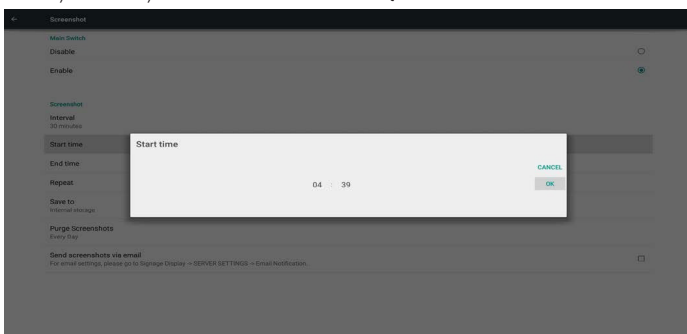 Screenshot
Main Switch
Disable
Enable
Screenshot
Interval
30 minutes
Start time
Start time
End time
CANCEL
Repeat
04 : 39
OK
Save to
Internal storage
Purge Screenshots
Every Day
Send screenshots via email
For email settings, please go to Signage Display -> SERVER SETTINGS -> Email Notification.